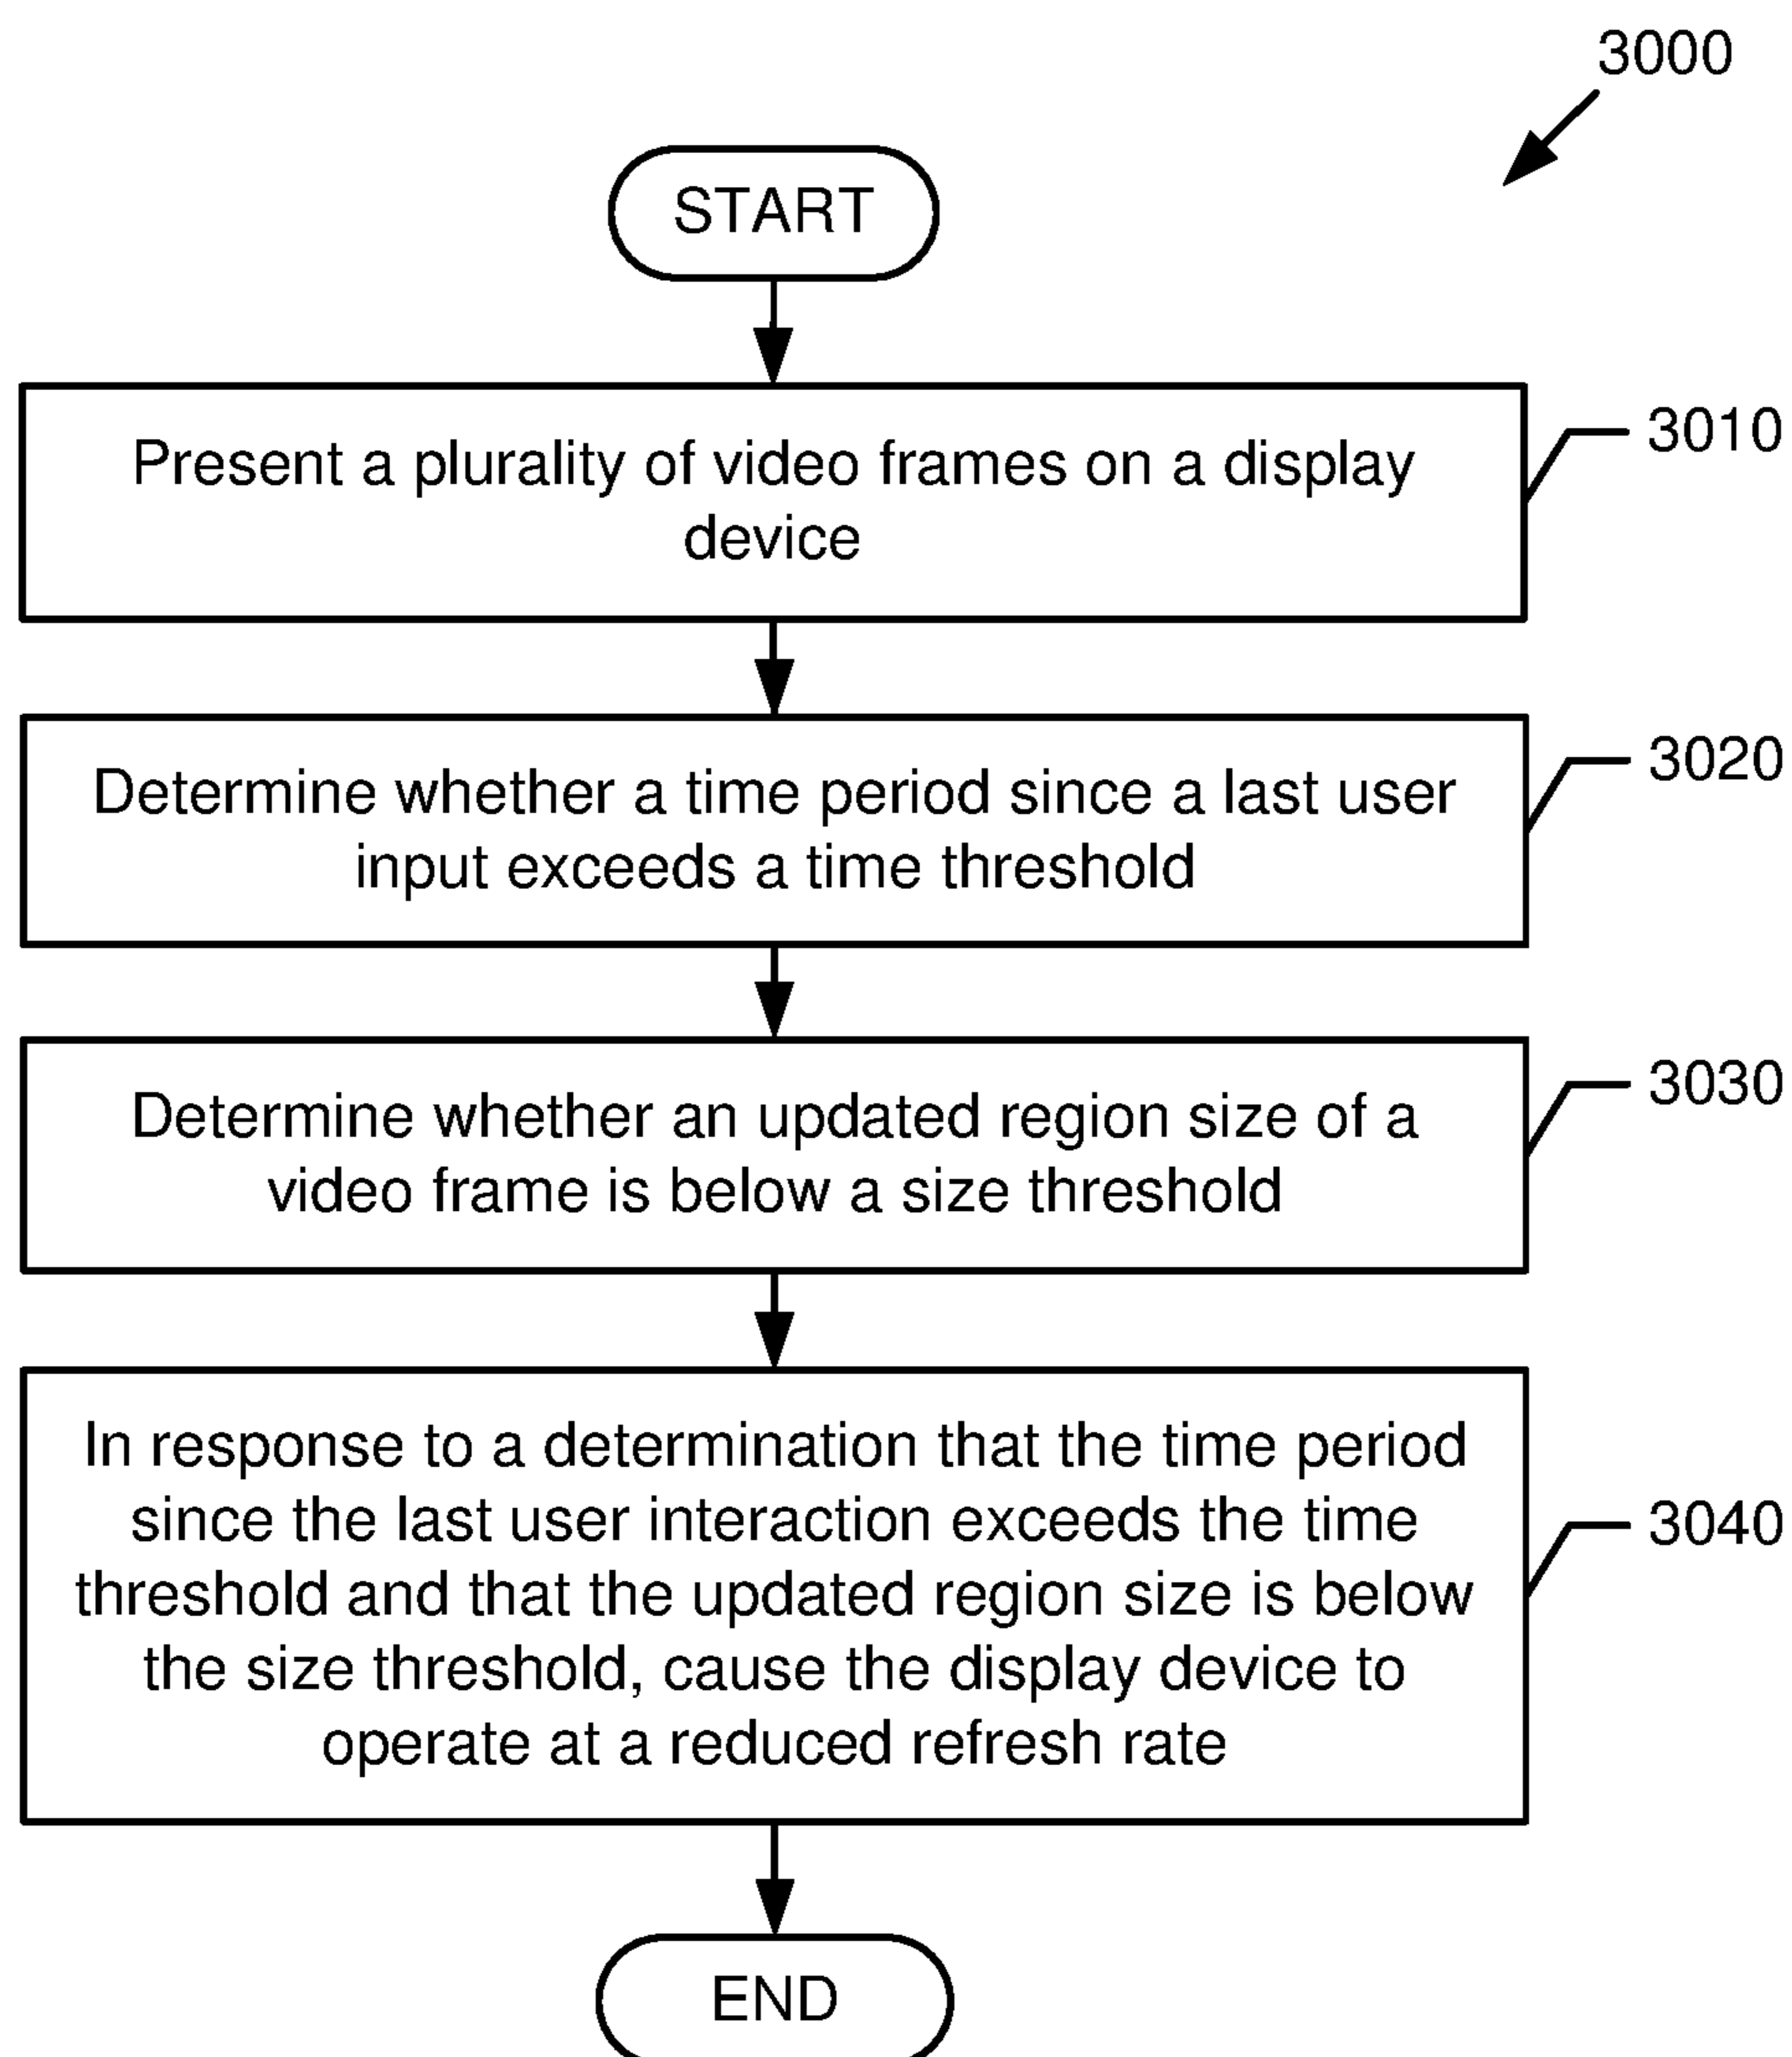 3000
START
Present a plurality of video frames on a display
device
3010
Determine whether a time period since a last user
input exceeds a time threshold
3020
Determine whether an updated region size of a
video frame is below a size threshold
3030
In response to a determination that the time period
since the last user interaction exceeds the time
threshold and that the updated region size is below
the size threshold, cause the display device to
operate at a reduced refresh rate
3040
END